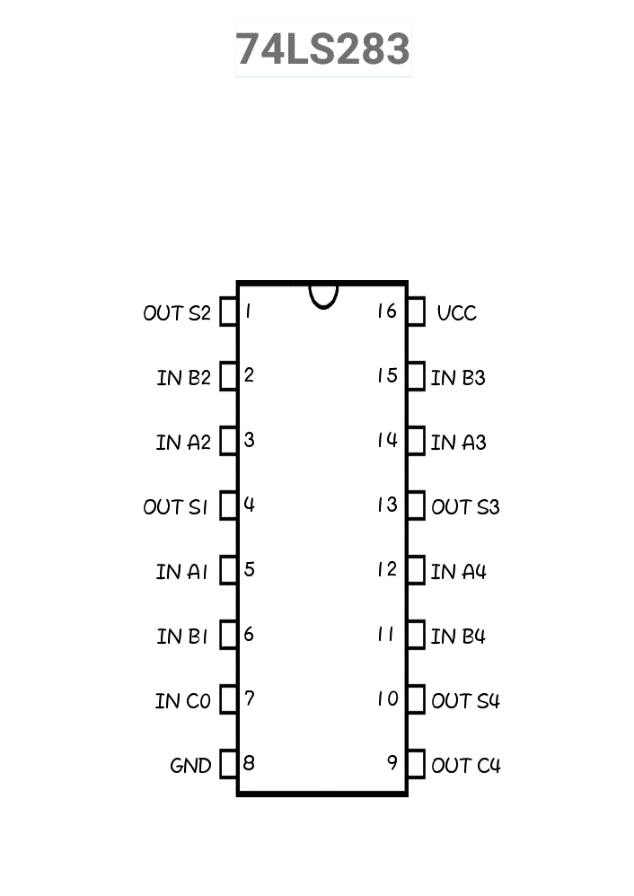 74LS283
OUT S2 1 16 VCC
IN B2 2 15 IN B3
IN A2 3 14 IN A3
OUT S1 4 13 OUT S3
IN A1 5 12 IN A4
IN B1 6 11 IN B4
IN C0 7 10 OUT S4
GND 8 9 OUT C4